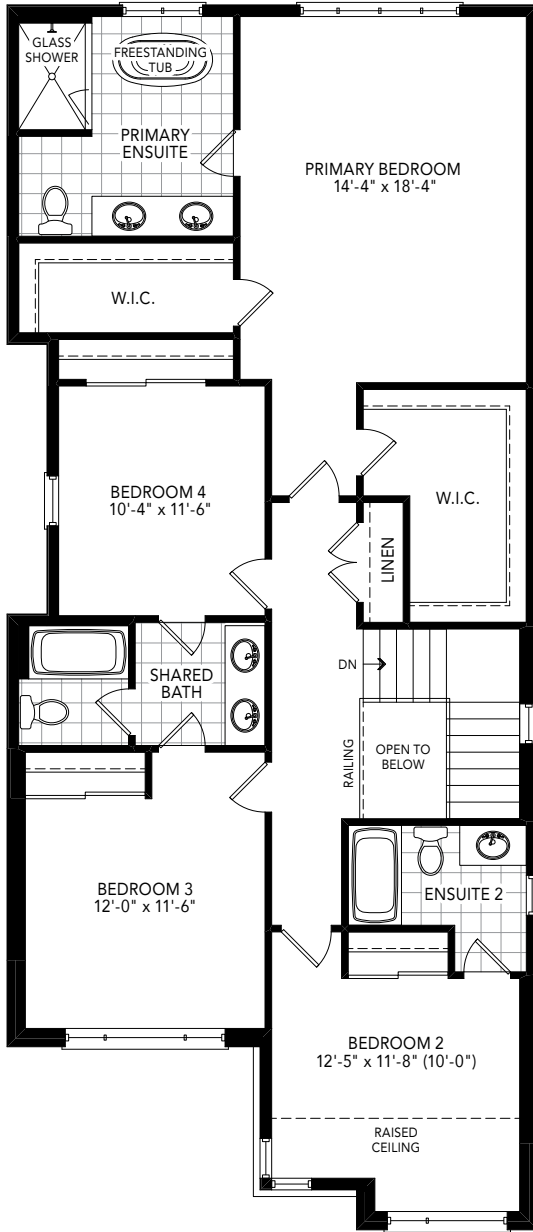 GLASS
SHOWER
FREESTANDING
TUB
PRIMARY
ENSUITE
PRIMARY BEDROOM
14'-4" x 18'-4"
W.I.C.
BEDROOM 4
10'-4" x 11'-6"
W.I.C.
LINEN
SHARED
BATH
DN
RAILING
OPEN TO
BELOW
BEDROOM 3
12'-0" x 11'-6"
ENSUITE 2
BEDROOM 2
12'-5" x 11'-8" (10'-0")
RAISED
CEILING